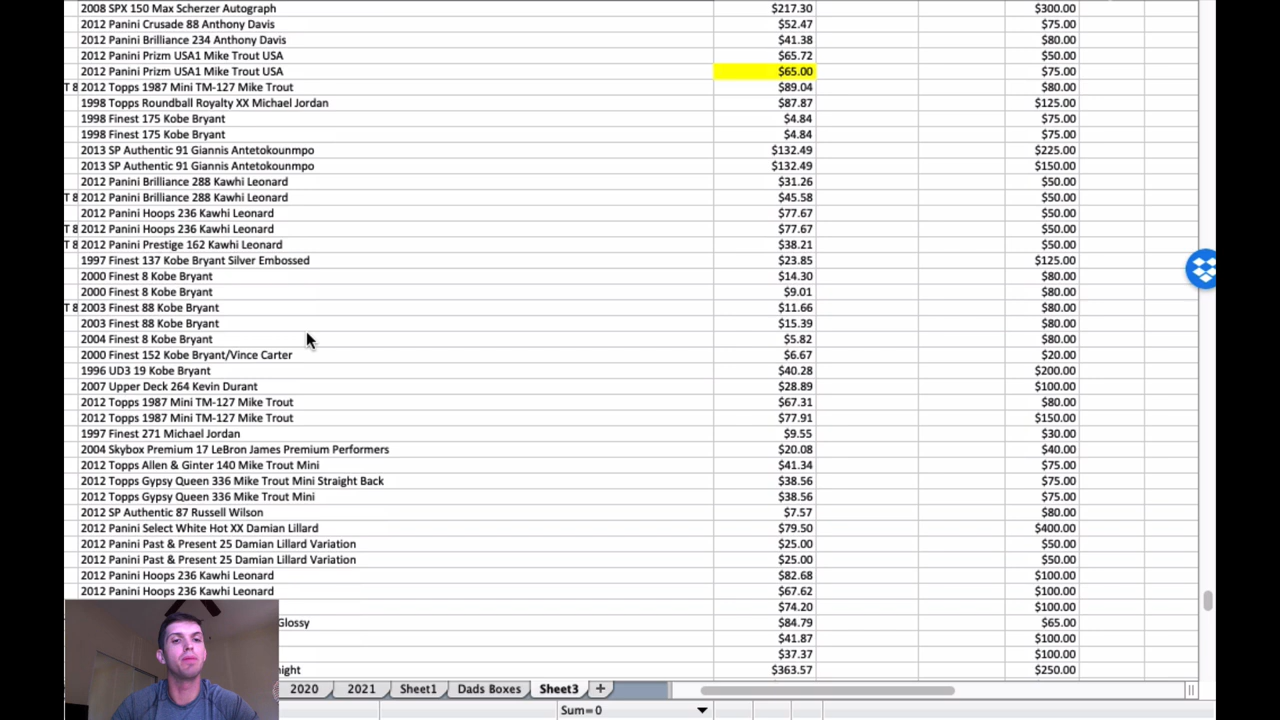 2008 SPX 150 Max Scherzer Autograph $217.30 $300.00
2012 Panini Crusade 88 Anthony Davis $52.47 $75.00
2012 Panini Brilliance 234 Anthony Davis $41.38 $80.00
2012 Panini Prizm USA1 Mike Trout USA $65.72 $50.00
2012 Panini Prizm USA1 Mike Trout USA $65.00 $75.00
T 8 2012 Topps 1987 Mini TM-127 Mike Trout $89.04 $80.00
1998 Topps Roundball Royalty XX Michael Jordan $87.87 $125.00
1998 Finest 175 Kobe Bryant $4.84 $75.00
1998 Finest 175 Kobe Bryant $4.84 $75.00
2013 SP Authentic 91 Giannis Antetokounmpo $132.49 $225.00
2013 SP Authentic 91 Giannis Antetokounmpo $132.49 $150.00
2012 Panini Brilliance 288 Kawhi Leonard $31.26 $50.00
T 8 2012 Panini Brilliance 288 Kawhi Leonard $45.58 $50.00
2012 Panini Hoops 236 Kawhi Leonard $77.67 $50.00
T 8 2012 Panini Hoops 236 Kawhi Leonard $77.67 $50.00
T 8 2012 Panini Prestige 162 Kawhi Leonard $38.21 $50.00
1997 Finest 137 Kobe Bryant Silver Embossed $23.85 $125.00
2000 Finest 8 Kobe Bryant $14.30 $80.00
2000 Finest 8 Kobe Bryant $9.01 $80.00
T 8 2003 Finest 88 Kobe Bryant $11.66 $80.00
2003 Finest 88 Kobe Bryant $15.39 $80.00
2004 Finest 8 Kobe Bryant $5.82 $80.00
2000 Finest 152 Kobe Bryant/Vince Carter $6.67 $20.00
1996 UD3 19 Kobe Bryant $40.28 $200.00
2007 Upper Deck 264 Kevin Durant $28.89 $100.00
2012 Topps 1987 Mini TM-127 Mike Trout $67.31 $80.00
2012 Topps 1987 Mini TM-127 Mike Trout $77.91 $150.00
1997 Finest 271 Michael Jordan $9.55 $30.00
2004 Skybox Premium 17 LeBron James Premium Performers $20.08 $40.00
2012 Topps Allen & Ginter 140 Mike Trout Mini $41.34 $75.00
2012 Topps Gypsy Queen 336 Mike Trout Mini Straight Back $38.56 $75.00
2012 Topps Gypsy Queen 336 Mike Trout Mini $38.56 $75.00
2012 SP Authentic 87 Russell Wilson $7.57 $80.00
2012 Panini Select White Hot XX Damian Lillard $79.50 $400.00
2012 Panini Past & Present 25 Damian Lillard Variation $25.00 $50.00
2012 Panini Past & Present 25 Damian Lillard Variation $25.00 $50.00
2012 Panini Hoops 236 Kawhi Leonard $82.68 $100.00
2012 Panini Hoops 236 Kawhi Leonard $67.62 $100.00
$74.20 $100.00
Glossy $84.79 $65.00
$41.87 $100.00
$37.37 $100.00
night $363.57 $250.00
2020 2021 Sheet1 Dads Boxes Sheet3 +
Sum=0